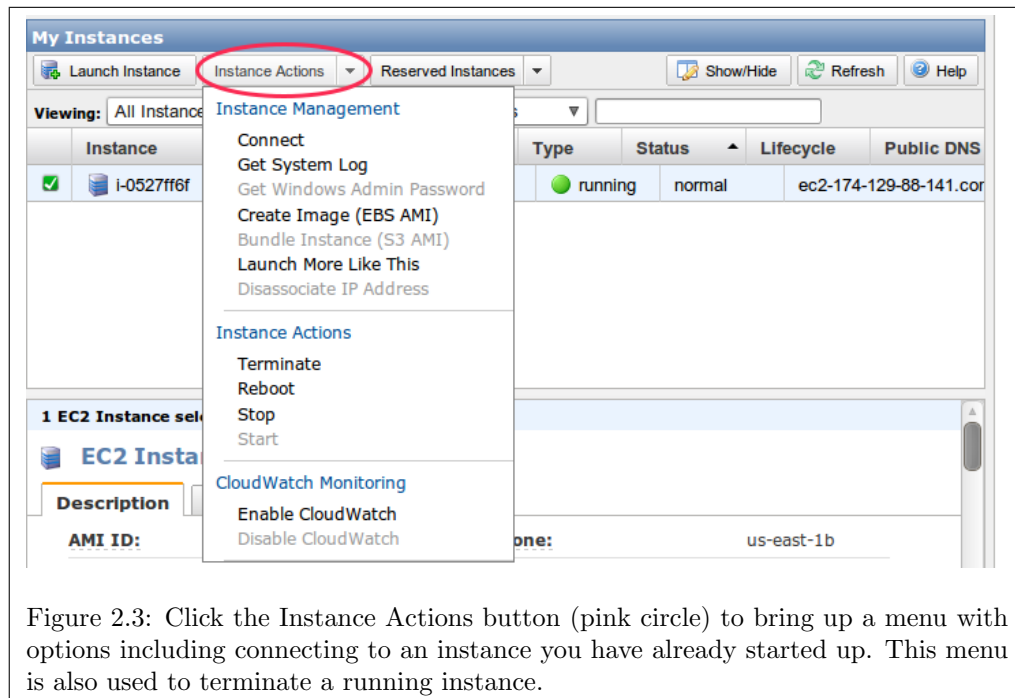 My Instances
Launch Instance Instance Actions Reserved Instances Show/Hide Refresh Help
Viewing: All Instance
Instance Type Status Lifecycle Public DNS
i-0527ff6f running normal ec2-174-129-88-141.cor
Instance Management
Connect
Get System Log
Get Windows Admin Password
Create Image (EBS AMI)
Bundle Instance (S3 AMI)
Launch More Like This
Disassociate IP Address
Instance Actions
Terminate
Reboot
Stop
Start
CloudWatch Monitoring
Enable CloudWatch
Disable CloudWatch
1 EC2 Instance sel
EC2 Insta
Description
AMI ID: one: us-east-1b
Figure 2.3: Click the Instance Actions button (pink circle) to bring up a menu with
options including connecting to an instance you have already started up. This menu
is also used to terminate a running instance.